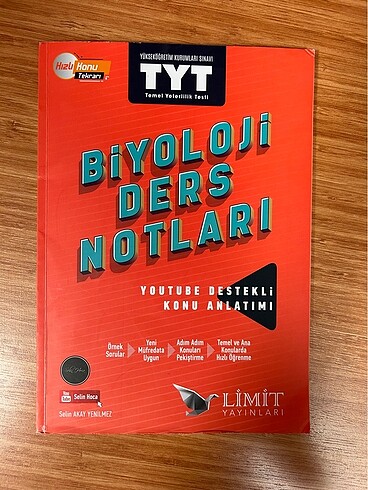 Hızlı Konu
Tekrarı
YÜKSEKÖĞRETİM KURUMLARI SINAVI
TYT
Temel Yeterlilik Testi
BİYOLOJİ
DERS
NOTLARI
YOUTUBE DESTEKLİ
KONU ANLATIMI
Örnek
Sorular
Yeni
Müfredata
Uygun
Adım Adım
Konuları
Pekiştirme
Temel ve Ana
Konularda
Hızlı Öğrenme
Selin Hoca
Selin AKAY YENİLMEZ
LİMİT
YAYINLARI